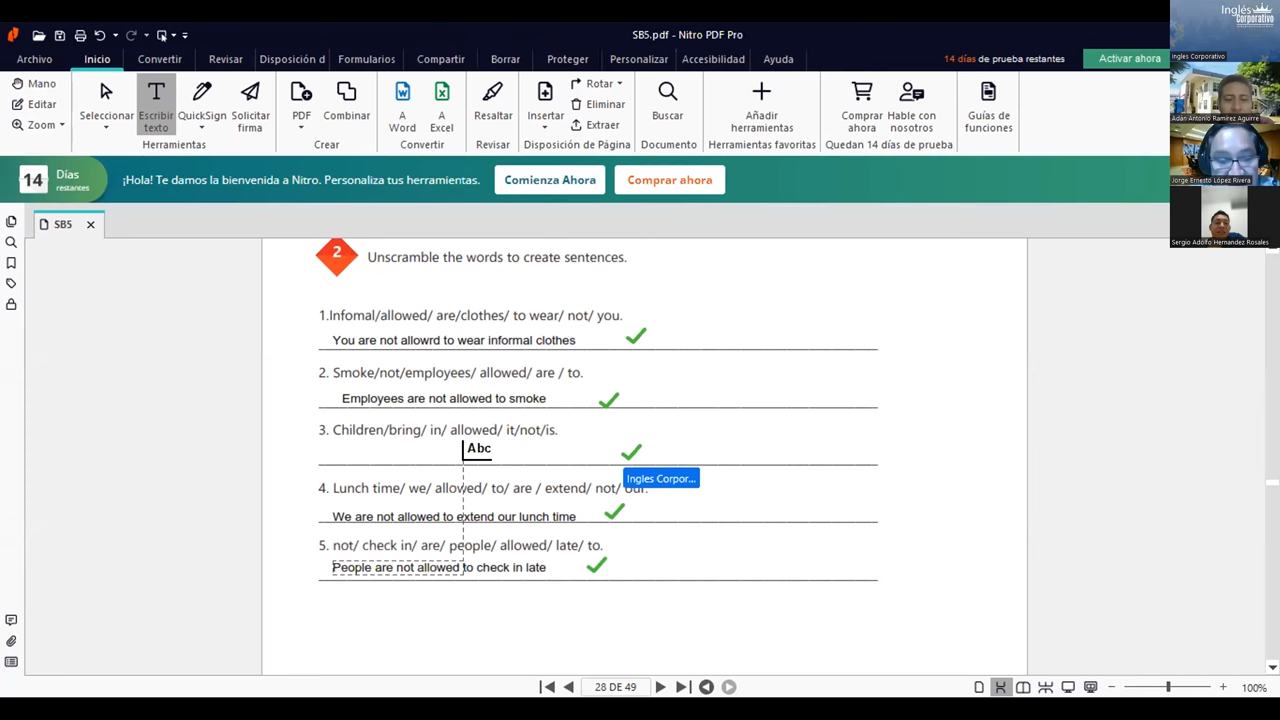 SB5.pdf - Nitro PDF Pro
Inglés
Corporativo
Archivo Inicio Convertir Revisar Disposición d Formularios Compartir Borrar Proteger Personalizar Accesibilidad Ayuda 14 días de prueba restantes Activar ahora
Ingles Corporativo
Mano
Editar
Zoom
Seleccionar
Escribir texto
QuickSign
Solicitar firma
Herramientas
PDF
Combinar
Crear
A Word
A Excel
Convertir
Resaltar
Revisar
Insertar
Rotar
Eliminar
Extraer
Disposición de Página
Buscar
Documento
Añadir herramientas
Herramientas favoritas
Comprar ahora
Hable con nosotros
Quedan 14 días de prueba
Guías de funciones
Adán Antonio Ramírez Aguirre
Jorge Ernesto López Rivera
Sergio Adolfo Hernandez Rosales
14 Días restantes
¡Hola! Te damos la bienvenida a Nitro. Personaliza tus herramientas. Comienza Ahora Comprar ahora
SB5
2 Unscramble the words to create sentences.
1.Infomal/allowed/ are/clothes/ to wear/ not/ you.
You are not allowrd to wear informal clothes
2. Smoke/not/employees/ allowed/ are / to.
Employees are not allowed to smoke
3. Children/bring/ in/ allowed/ it/not/is.
Abc
Ingles Corpor...
4. Lunch time/ we/ allowed/ to/ are / extend/ not/ our.
We are not allowed to extend our lunch time
5. not/ check in/ are/ people/ allowed/ late/ to.
People are not allowed to check in late
28 DE 49
100%